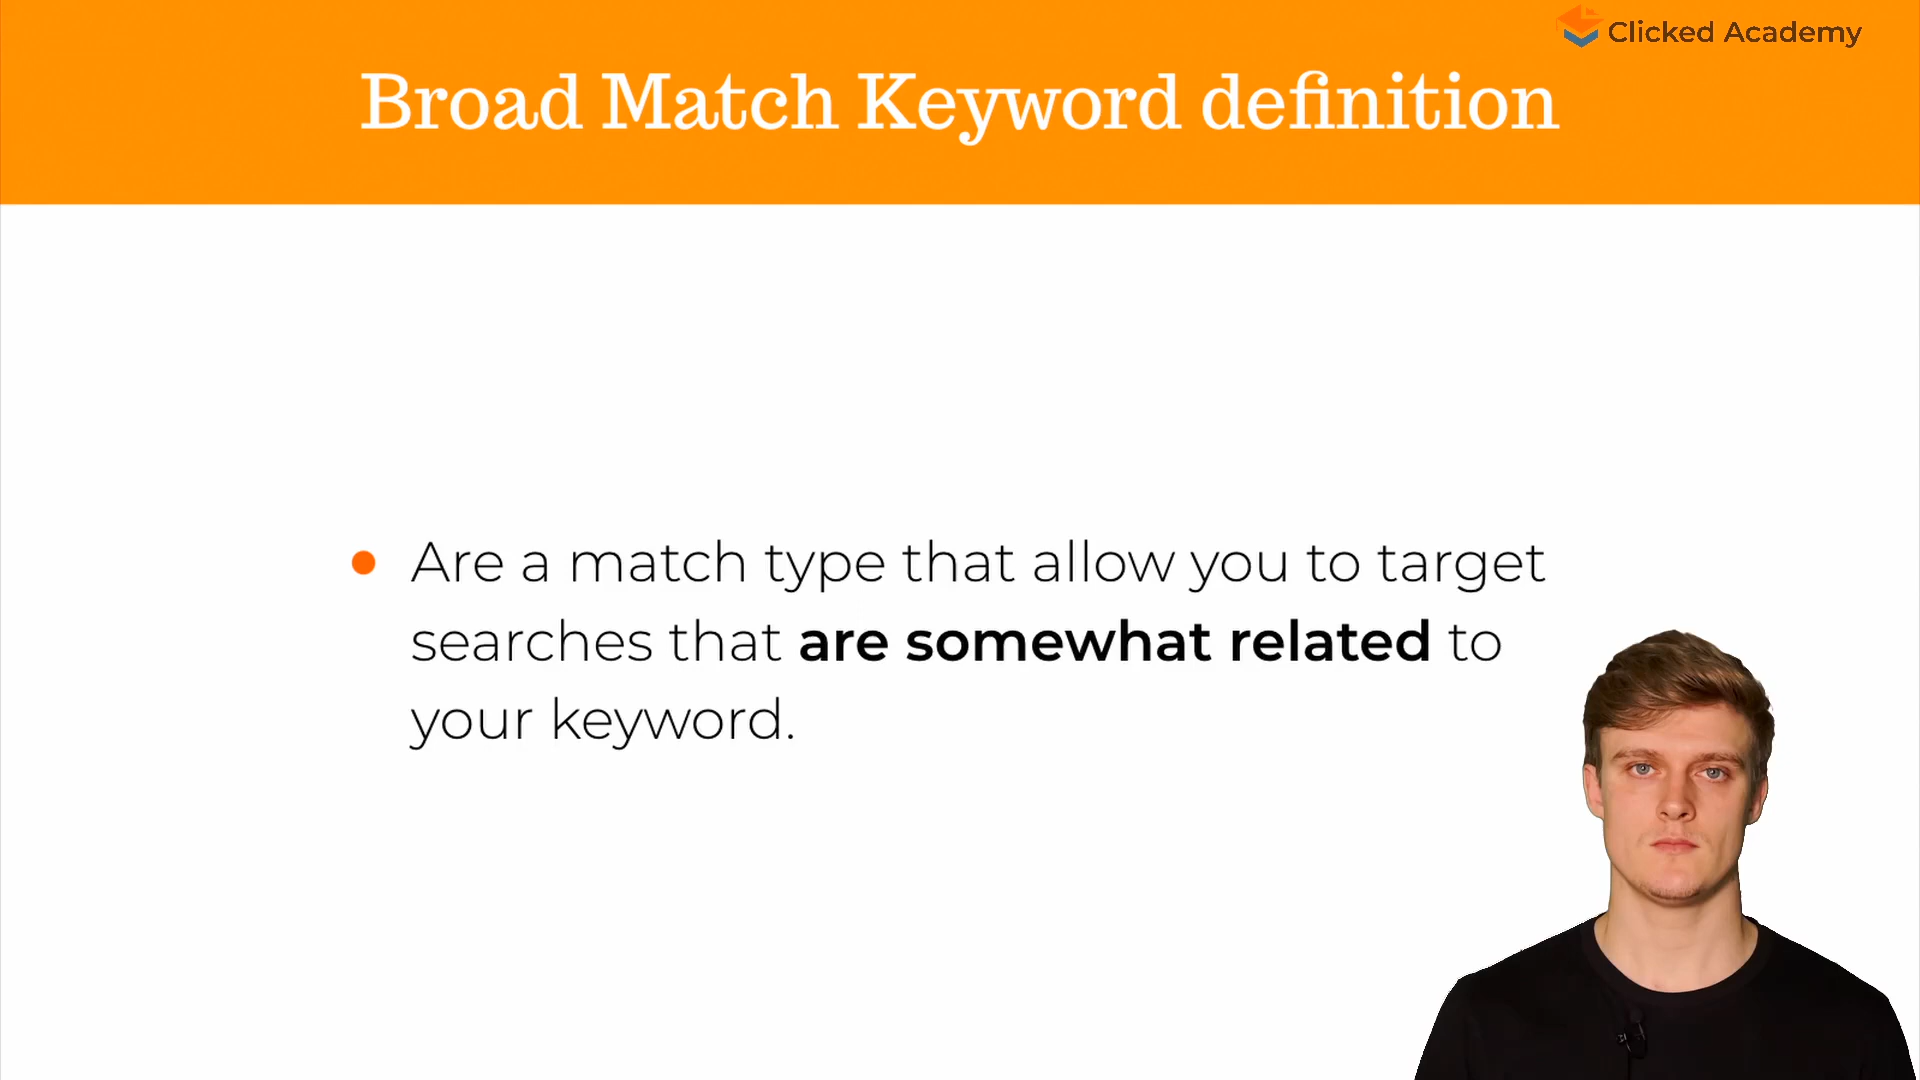 Clicked Academy
Broad Match Keyword definition
Are a match type that allow you to target
searches that are somewhat related to
your keyword.